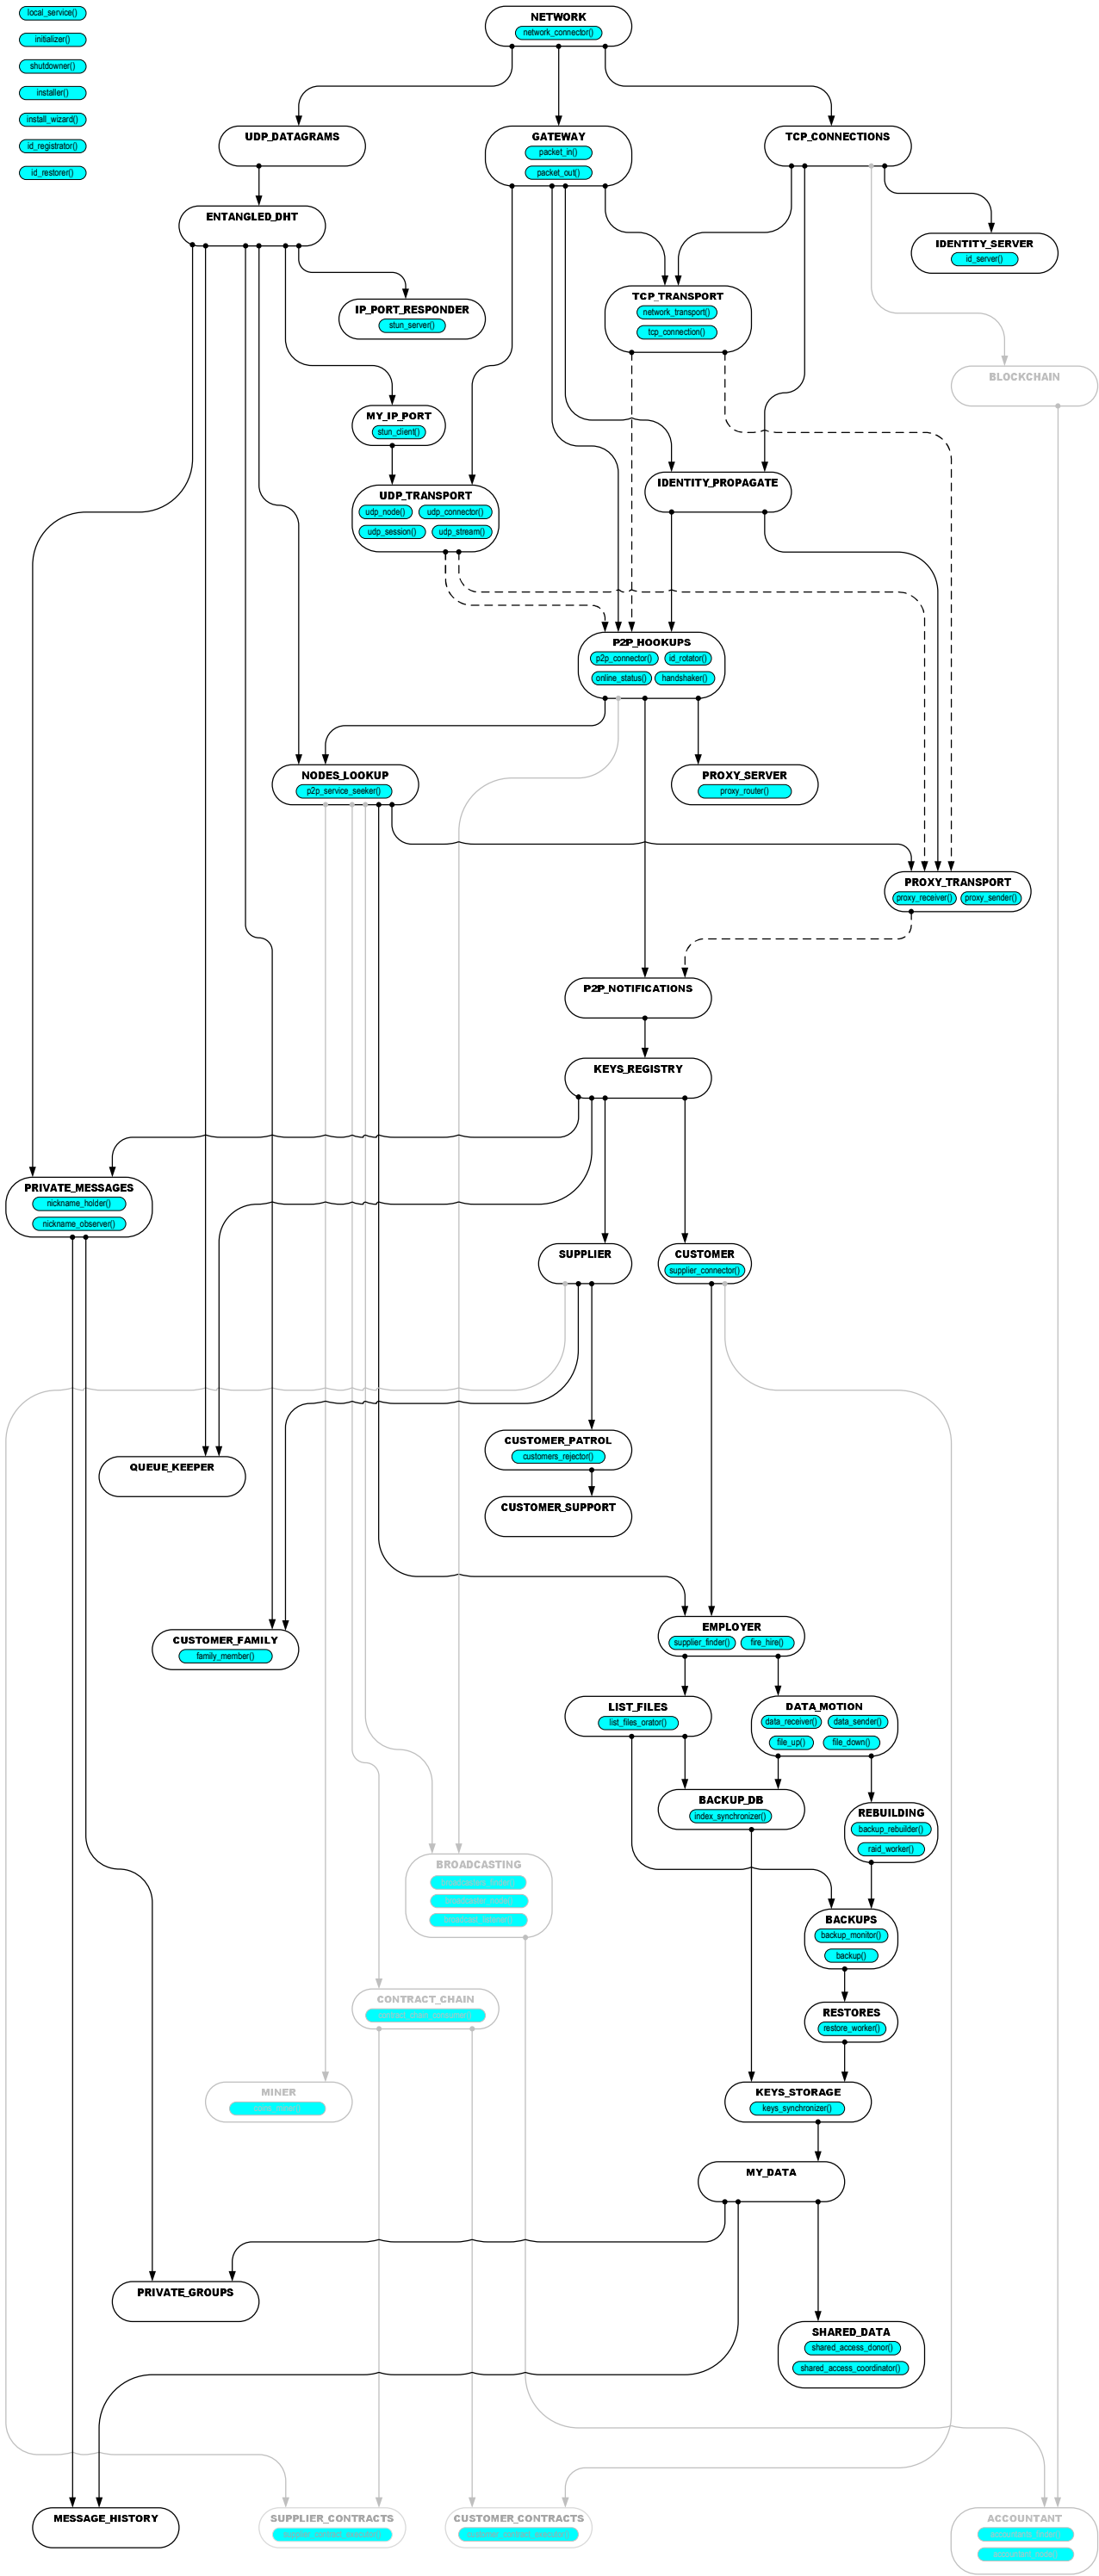 local_service()
initializer()
shutdowner()
installer()
install_wizard()
id_registrator()
id_restorer()
NETWORK
network_connector()
UDP_DATAGRAMS
GATEWAY
packet_in()
packet_out()
TCP_CONNECTIONS
ENTANGLED_DHT
IDENTITY_SERVER
id_server()
IP_PORT_RESPONDER
stun_server()
TCP_TRANSPORT
network_transport()
tcp_connection()
BLOCKCHAIN
MY_IP_PORT
stun_client()
IDENTITY_PROPAGATE
UDP_TRANSPORT
udp_node() udp_connector()
udp_session() udp_stream()
P2P_HOOKUPS
p2p_connector() id_rotator()
online_status() handshaker()
NODES_LOOKUP
p2p_service_seeker()
PROXY_SERVER
proxy_router()
PROXY_TRANSPORT
proxy_receiver() proxy_sender()
P2P_NOTIFICATIONS
KEYS_REGISTRY
PRIVATE_MESSAGES
nickname_holder()
nickname_observer()
SUPPLIER
CUSTOMER
supplier_connector()
CUSTOMER_PATROL
customers_rejector()
QUEUE_KEEPER
CUSTOMER_SUPPORT
EMPLOYER
supplier_finder() fire_hire()
CUSTOMER_FAMILY
family_member()
LIST_FILES
list_files_orator()
DATA_MOTION
data_receiver() data_sender()
file_up() file_down()
BACKUP_DB
index_synchronizer()
REBUILDING
backup_rebuilder()
raid_worker()
BROADCASTING
BACKUPS
backup_monitor()
backup()
CONTRACT_CHAIN
RESTORES
restore_worker()
MINER
KEYS_STORAGE
keys_synchronizer()
MY_DATA
PRIVATE_GROUPS
SHARED_DATA
shared_access_donor()
shared_access_coordinator()
MESSAGE_HISTORY
SUPPLIER_CONTRACTS
CUSTOMER_CONTRACTS
ACCOUNTANT